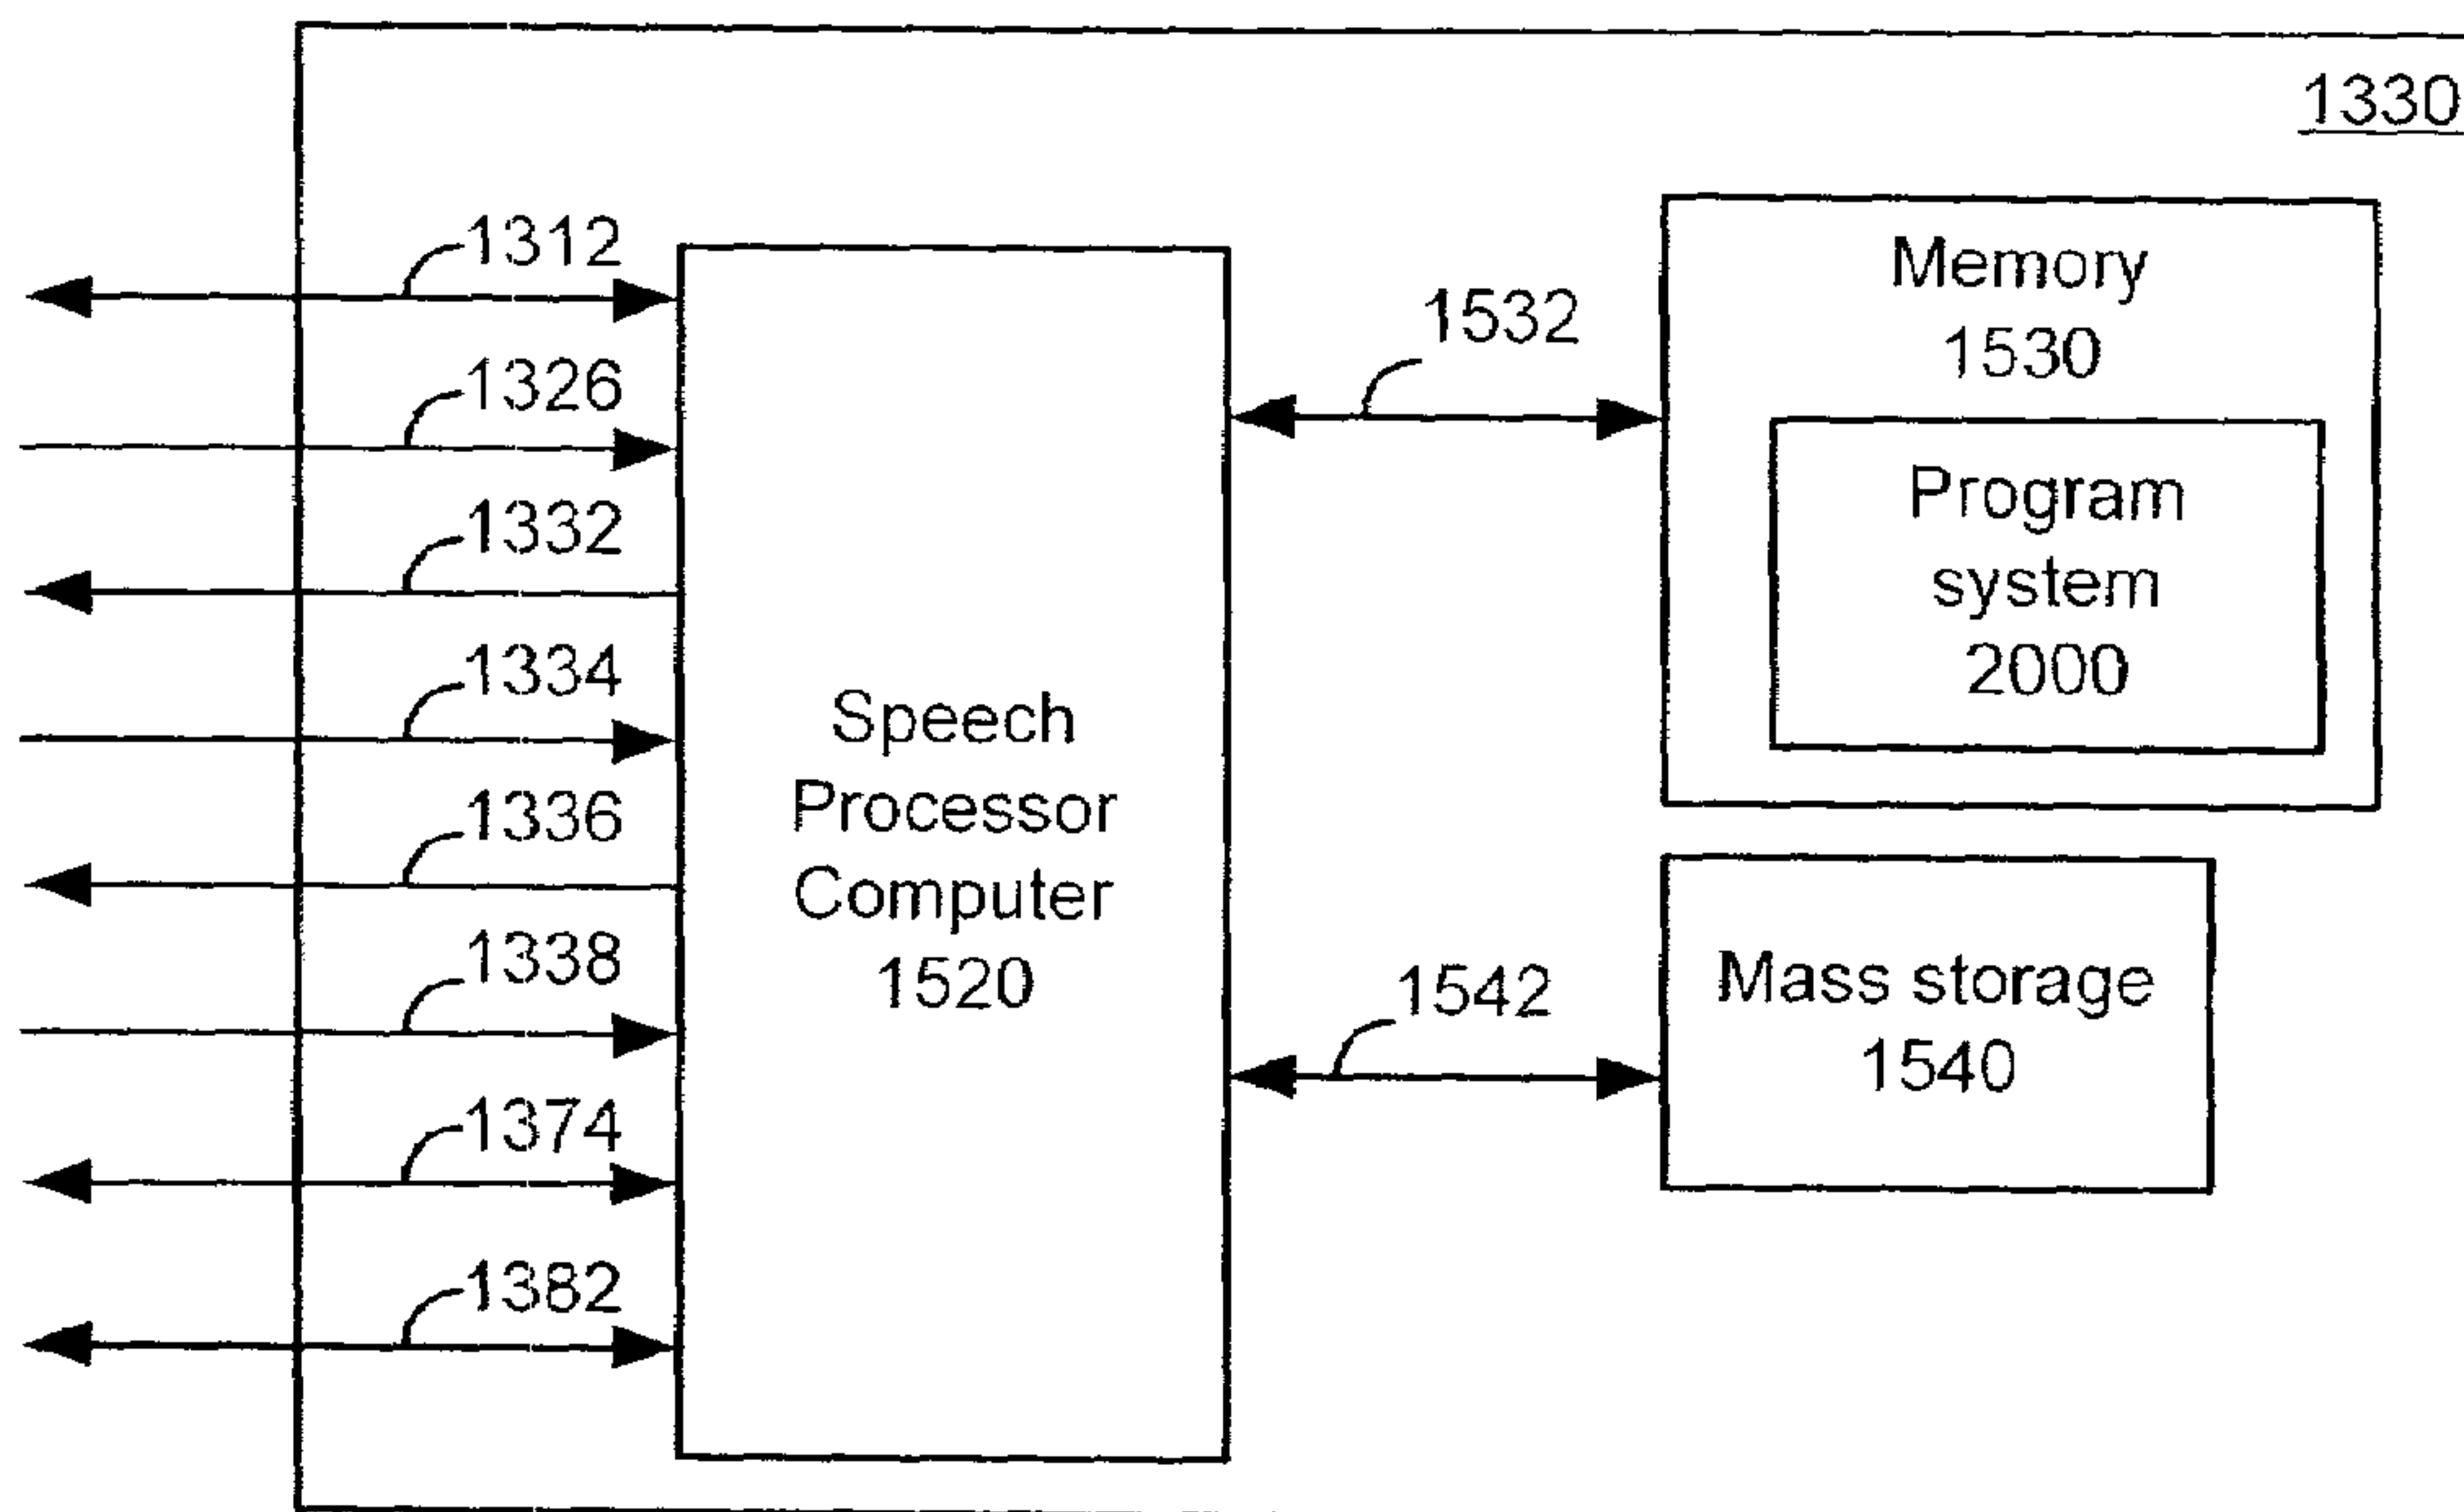 1330
1312
1326
1332
1334
1336
1338
1374
1382
Speech
Processor
Computer
1520
1532
1542
Memory
1530
Program
system
2000
Mass storage
1540